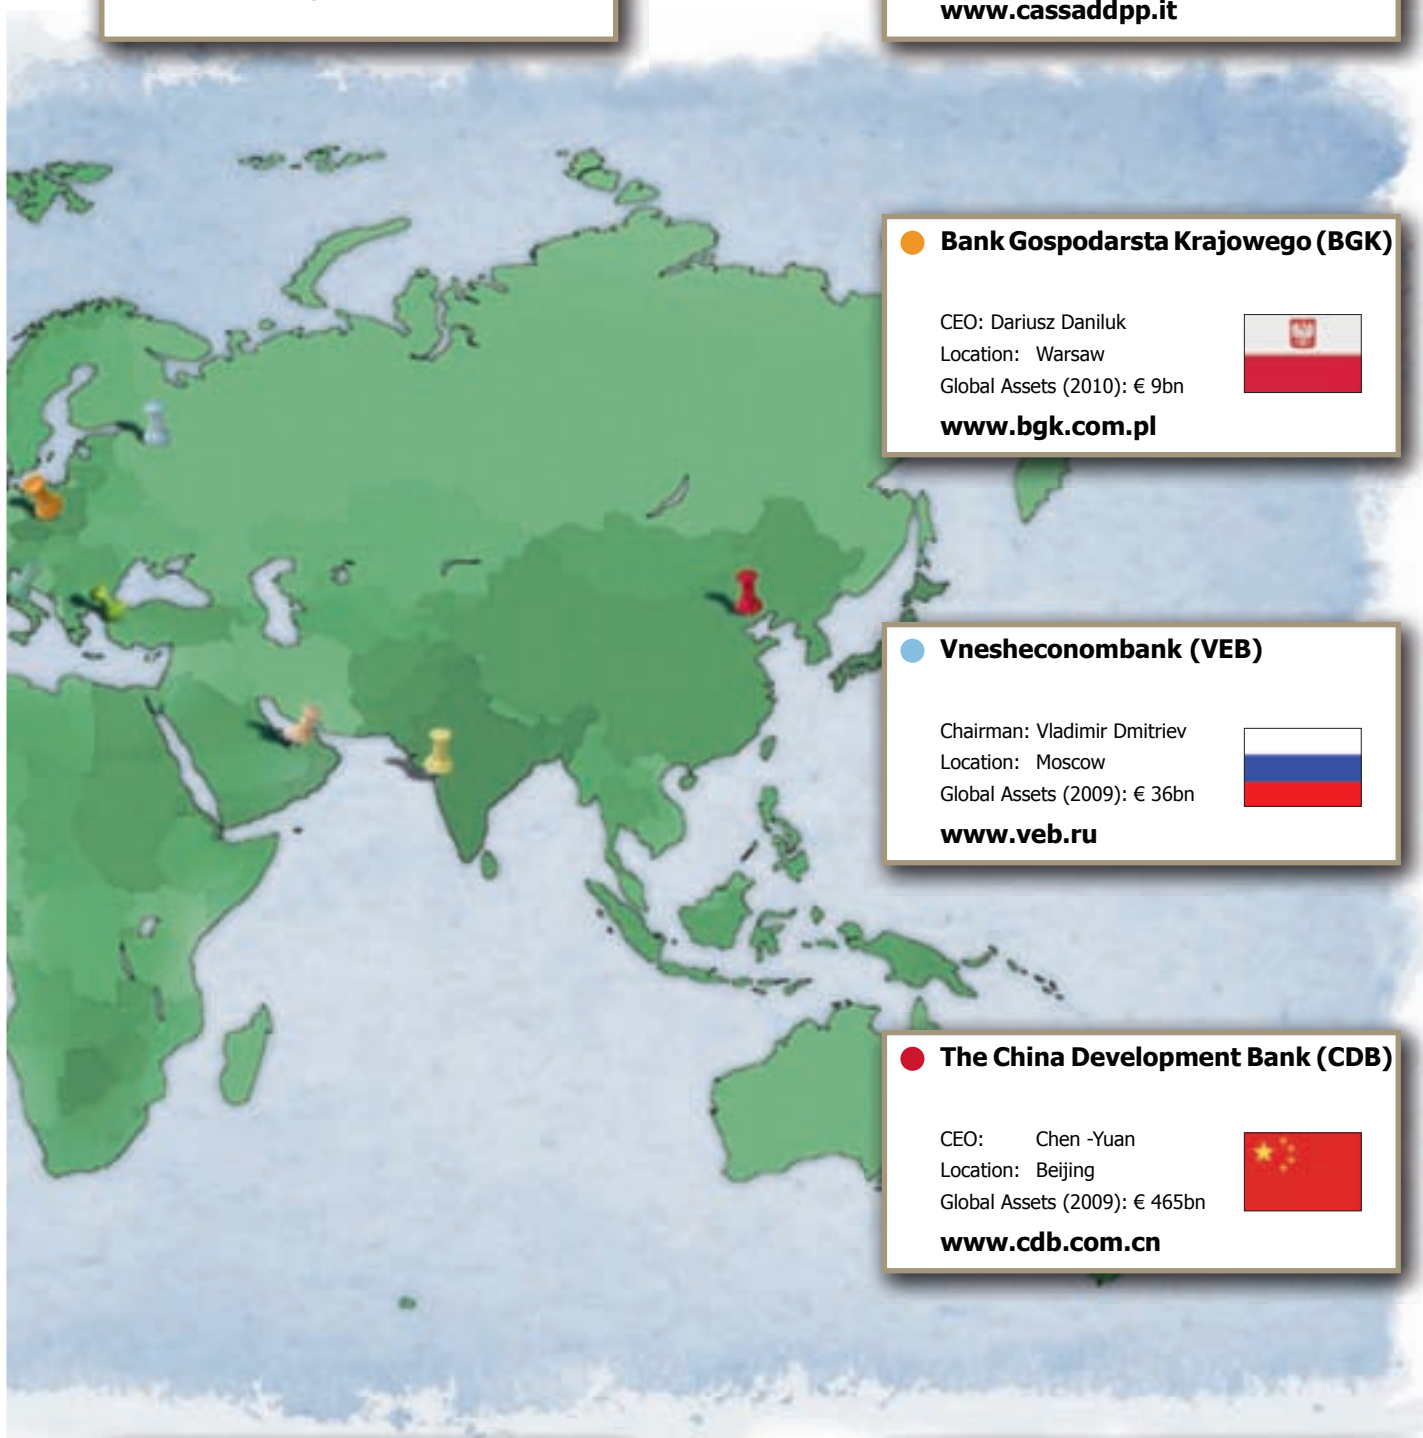 www.cassaddpp.it
Bank Gospodarsta Krajowego (BGK)
CEO: Dariusz Daniluk
Location: Warsaw
Global Assets (2010): € 9bn
www.bgk.com.pl
Vnesheconombank (VEB)
Chairman: Vladimir Dmitriev
Location: Moscow
Global Assets (2009): € 36bn
www.veb.ru
The China Development Bank (CDB)
CEO: Chen -Yuan
Location: Beijing
Global Assets (2009): € 465bn
www.cdb.com.cn